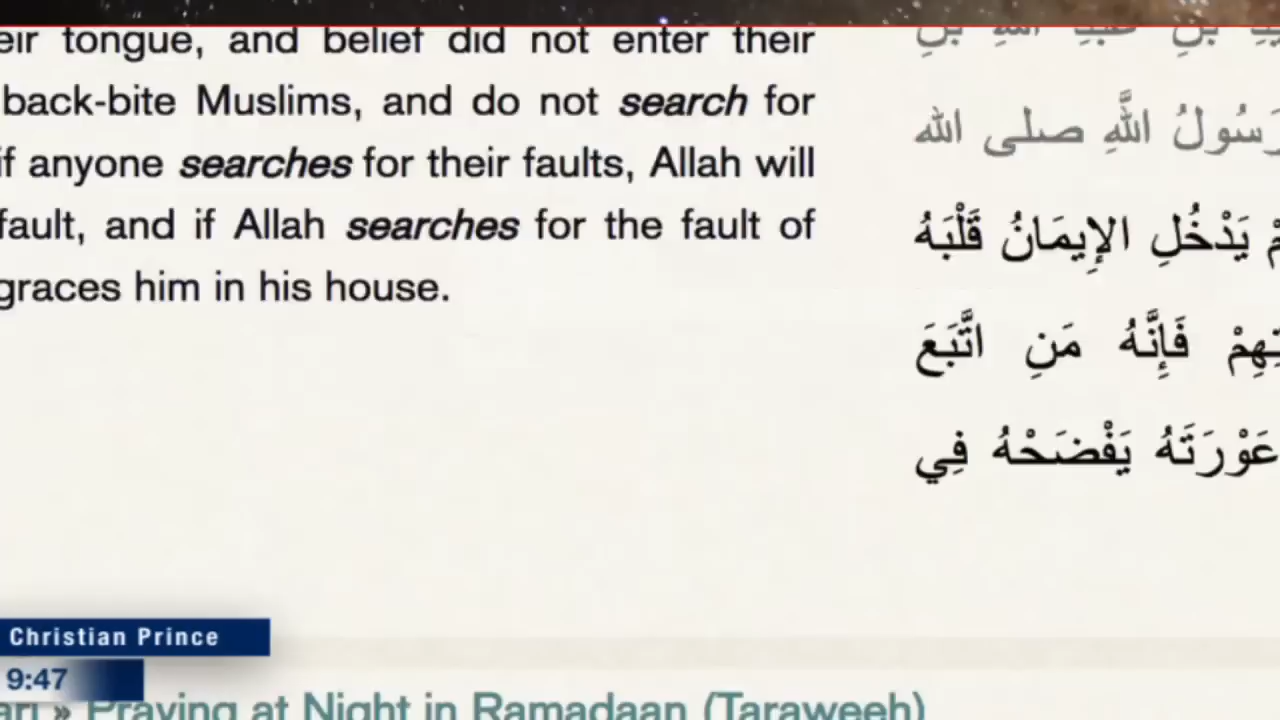 eir tongue, and belief did not enter their
back-bite Muslims, and do not search for
if anyone searches for their faults, Allah will
fault, and if Allah searches for the fault of
graces him in his house.
رَسُولُ اللَّهِ صلى الله
مْ يَدْخُلِ الإِيمَانُ قَلْبَهُ
تِهِمْ فَإِنَّهُ مَنِ اتَّبَعَ
عَوْرَتَهُ يَفْضَحْهُ فِي
Christian Prince
9:47
ari » Praying at Night in Ramadaan (Taraweeh)